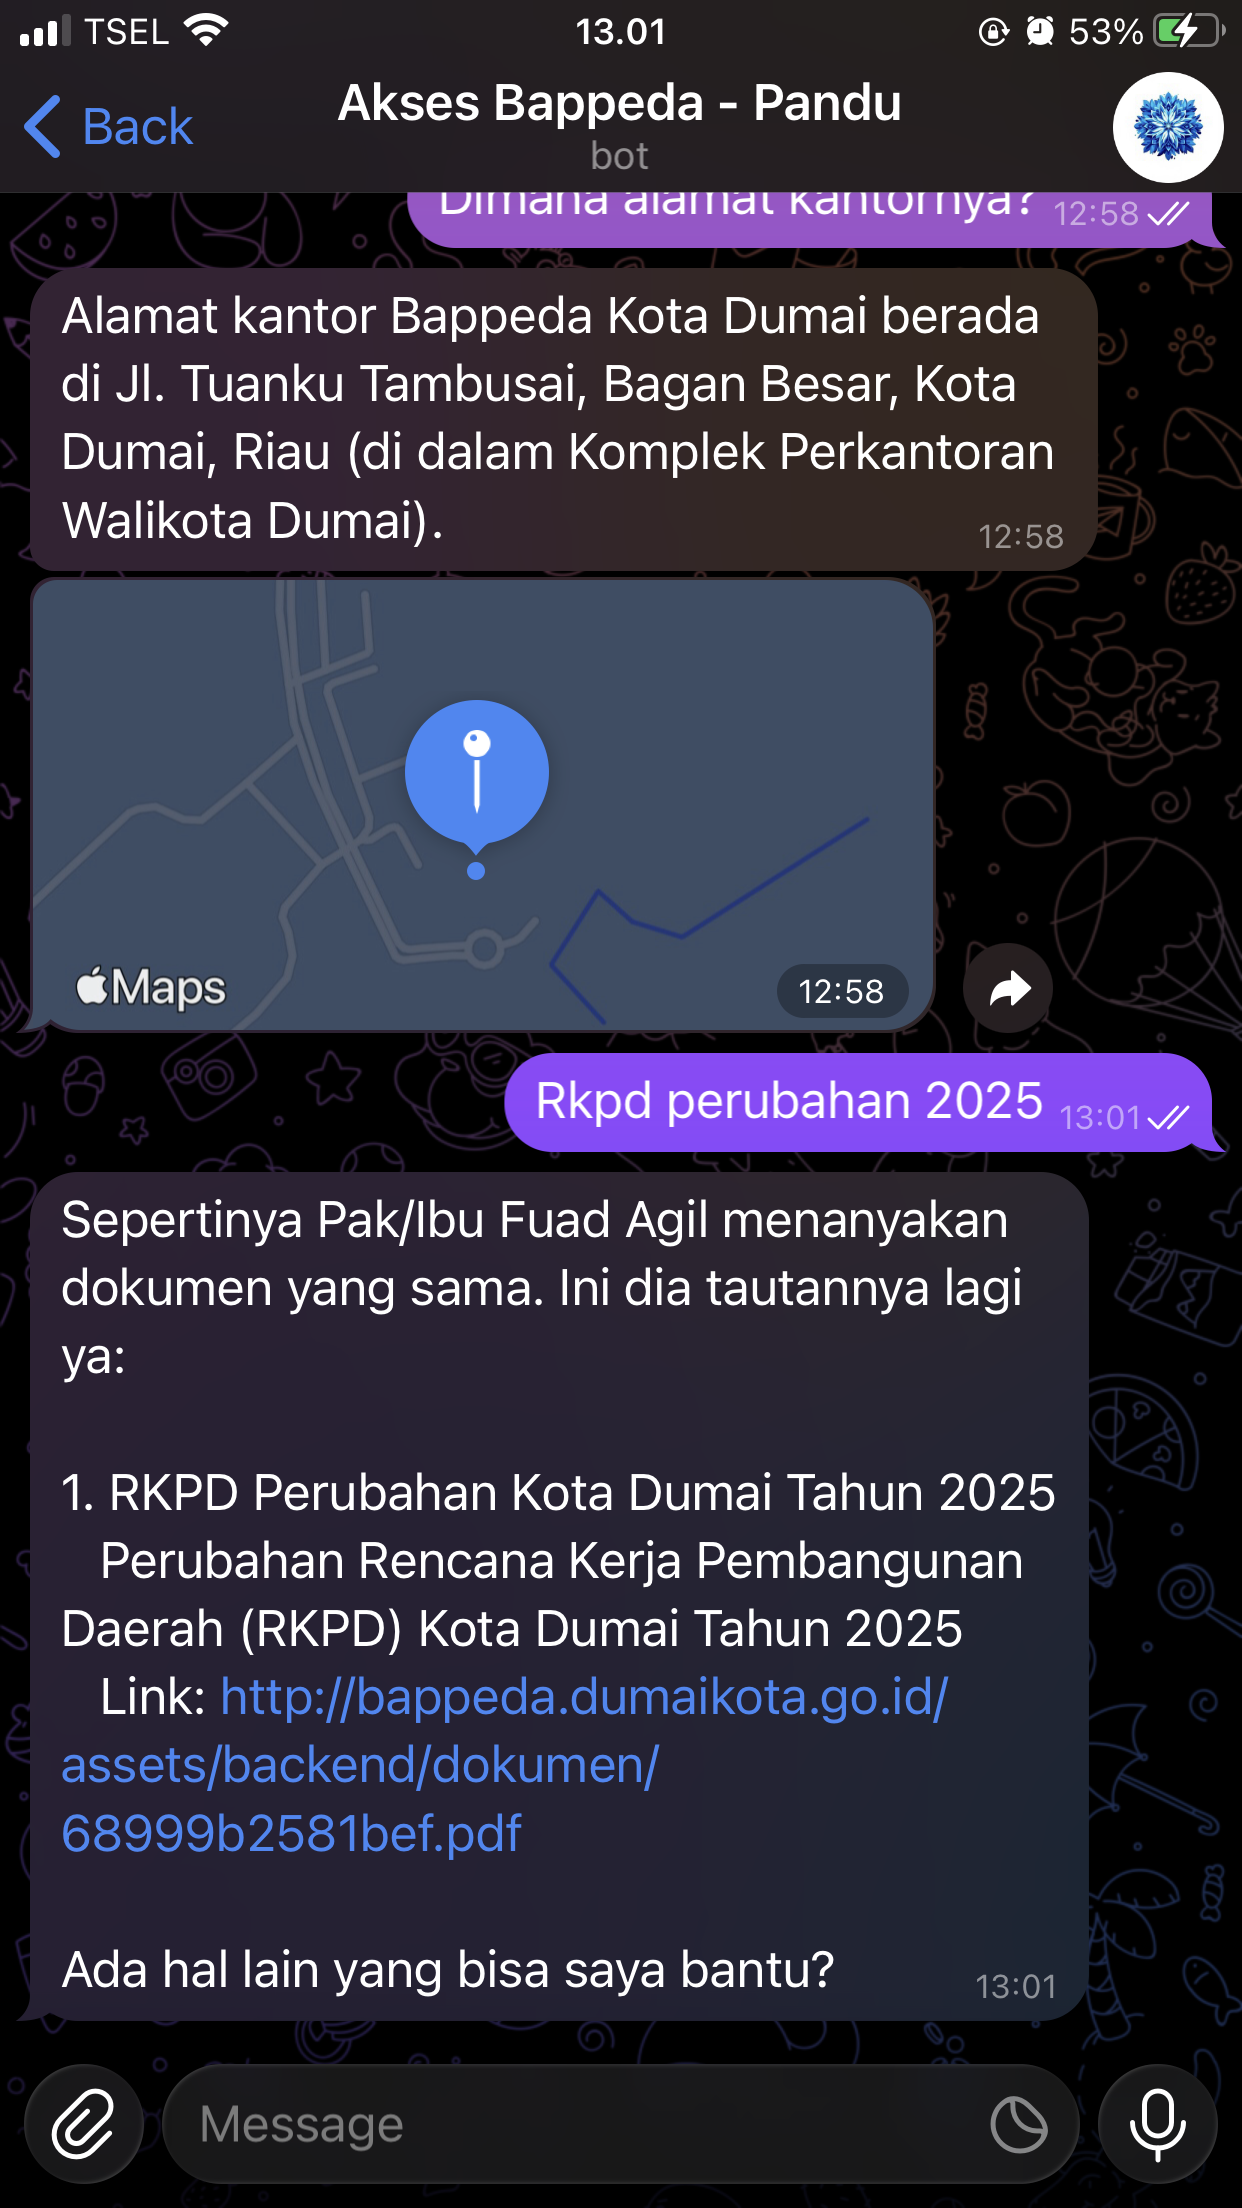 TSEL 13.01 53%
Back Akses Bappeda - Pandu
bot
Dimana alamat kantornya? 12:58
Alamat kantor Bappeda Kota Dumai berada
di Jl. Tuanku Tambusai, Bagan Besar, Kota
Dumai, Riau (di dalam Komplek Perkantoran
Walikota Dumai). 12:58
Maps 12:58
Rkpd perubahan 2025 13:01
Sepertinya Pak/Ibu Fuad Agil menanyakan
dokumen yang sama. Ini dia tautannya lagi
ya:
1. RKPD Perubahan Kota Dumai Tahun 2025
Perubahan Rencana Kerja Pembangunan
Daerah (RKPD) Kota Dumai Tahun 2025
Link: http://bappeda.dumaikota.go.id/
assets/backend/dokumen/
68999b2581bef.pdf
Ada hal lain yang bisa saya bantu? 13:01
Message